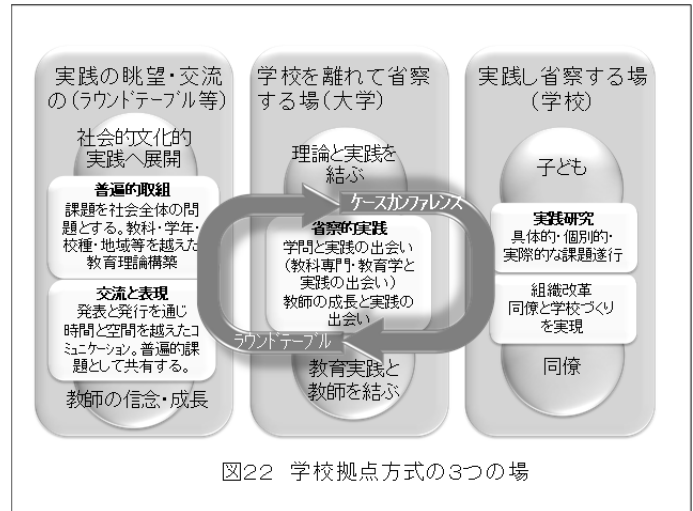 実践の眺望・交流
の(ラウンドテーブル等)
社会的文化的
実践へ展開
普遍的取組
課題を社会全体の問
題とする。教科・学年・
校種・地域等を越えた
教育理論構築
交流と表現
発表と発行を通じ
時間と空間を越えたコ
ミュニケーション。普遍的課
題として共有する。
教師の信念・成長
学校を離れて省察
する場(大学)
理論と実践を
結ぶ
ケースカンファレンス
省察的実践
学問と実践の出会い
(教科専門・教育学と
実践の出会い)
教師の成長と実践の
出会い
ラウンドテーブル
教育実践と
教師を結ぶ
実践し省察する場
(学校)
子ども
実践研究
具体的・個別的・
実際的な課題遂行
組織改革
同僚と学校づくり
を実現
同僚
図22 学校拠点方式の3つの場